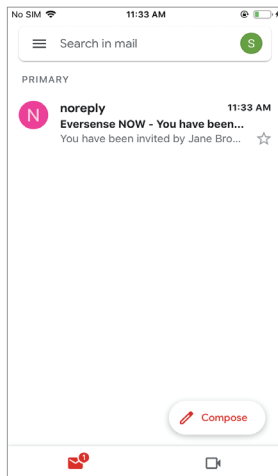 No SIM 11:33 AM
Search in mail S
PRIMARY
N noreply 11:33 AM
Eversense NOW - You have been...
You have been invited by Jane Bro...
Compose
1